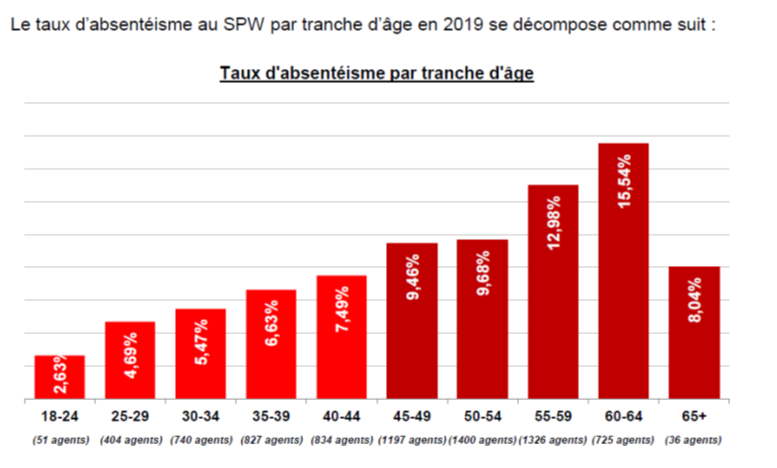 Le taux d'absentéisme au SPW par tranche d'âge en 2019 se décompose comme suit :
Taux d'absentéisme par tranche d'âge
2,63%
4,69%
5,47%
6,63%
7,49%
9,46%
9,68%
12,98%
15,54%
8,04%
18-24 25-29 30-34 35-39 40-44 45-49 50-54 55-59 60-64 65+
(51 agents) (404 agents) (740 agents) (827 agents) (834 agents) (1197 agents) (1400 agents) (1326 agents) (725 agents) (36 agents)